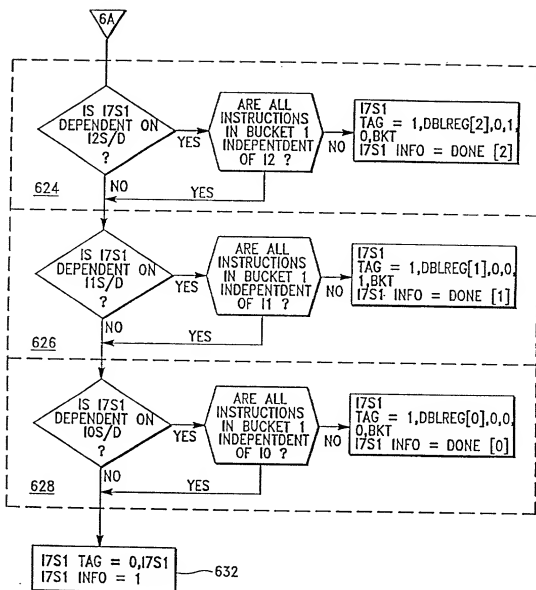 6A
IS I7S1
DEPENDENT ON
I2S/D
?
YES
ARE ALL
INSTRUCTIONS
IN BUCKET 1
INDEPENTDENT
OF I2 ?
NO
I7S1
TAG = 1,DBLREG[2],0,1,
0,BKT
I7S1 INFO = DONE [2]
NO
YES
624
IS I7S1
DEPENDENT ON
I1S/D
?
YES
ARE ALL
INSTRUCTIONS
IN BUCKET 1
INDEPENTDENT
OF I1 ?
NO
I7S1
TAG = 1,DBLREG[1],0,0,
1,BKT
I7S1 INFO = DONE [1]
NO
YES
626
IS I7S1
DEPENDENT ON
I0S/D
?
YES
ARE ALL
INSTRUCTIONS
IN BUCKET 1
INDEPENTDENT
OF I0 ?
NO
I7S1
TAG = 1,DBLREG[0],0,0,
0,BKT
I7S1 INFO = DONE [0]
NO
YES
628
I7S1 TAG = 0,I7S1
I7S1 INFO = 1
632